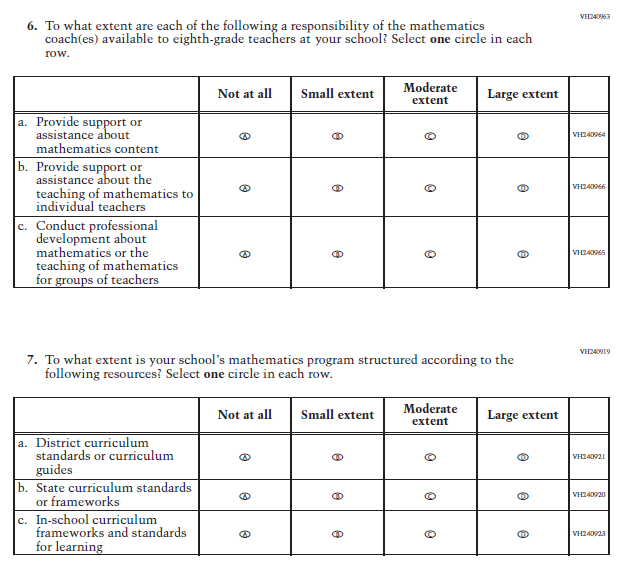 VH240963
6. To what extent are each of the following a responsibility of the mathematics
coach(es) available to eighth-grade teachers at your school? Select one circle in each
row.
Not at all Small extent Moderate extent Large extent
a. Provide support or
assistance about
mathematics content
A B C D VH240964
b. Provide support or
assistance about the
teaching of mathematics to
individual teachers
A B C D VH240966
c. Conduct professional
development about
mathematics or the
teaching of mathematics
for groups of teachers
A B C D VH240965
VH240919
7. To what extent is your school's mathematics program structured according to the
following resources? Select one circle in each row.
Not at all Small extent Moderate extent Large extent
a. District curriculum
standards or curriculum
guides
A B C D VH240921
b. State curriculum standards
or frameworks
A B C D VH240920
c. In-school curriculum
frameworks and standards
for learning
A B C D VH240923